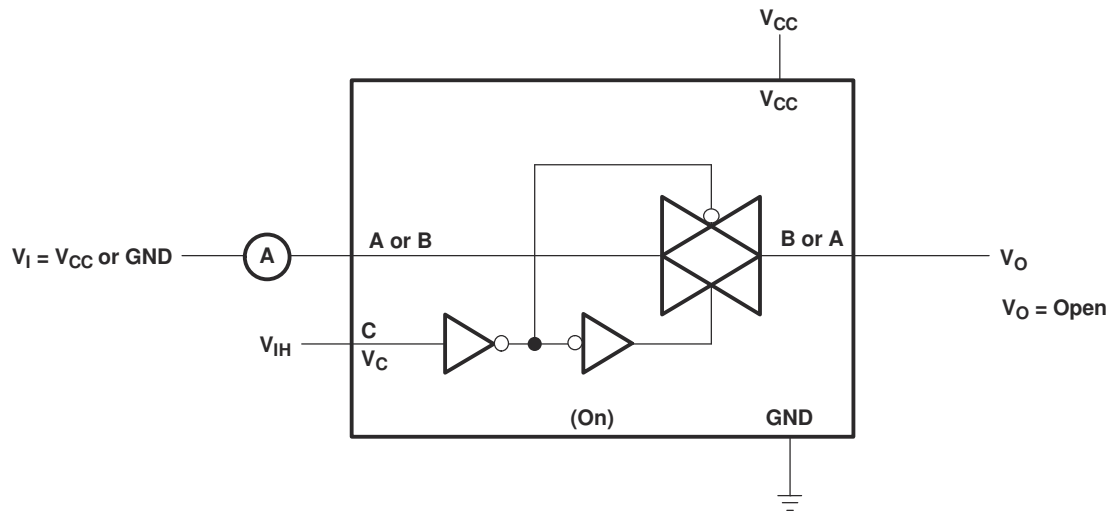 VCC
VCC
A or B
B or A
VI = VCC or GND
A
VO
VO = Open
C
VIH
VC
(On)
GND